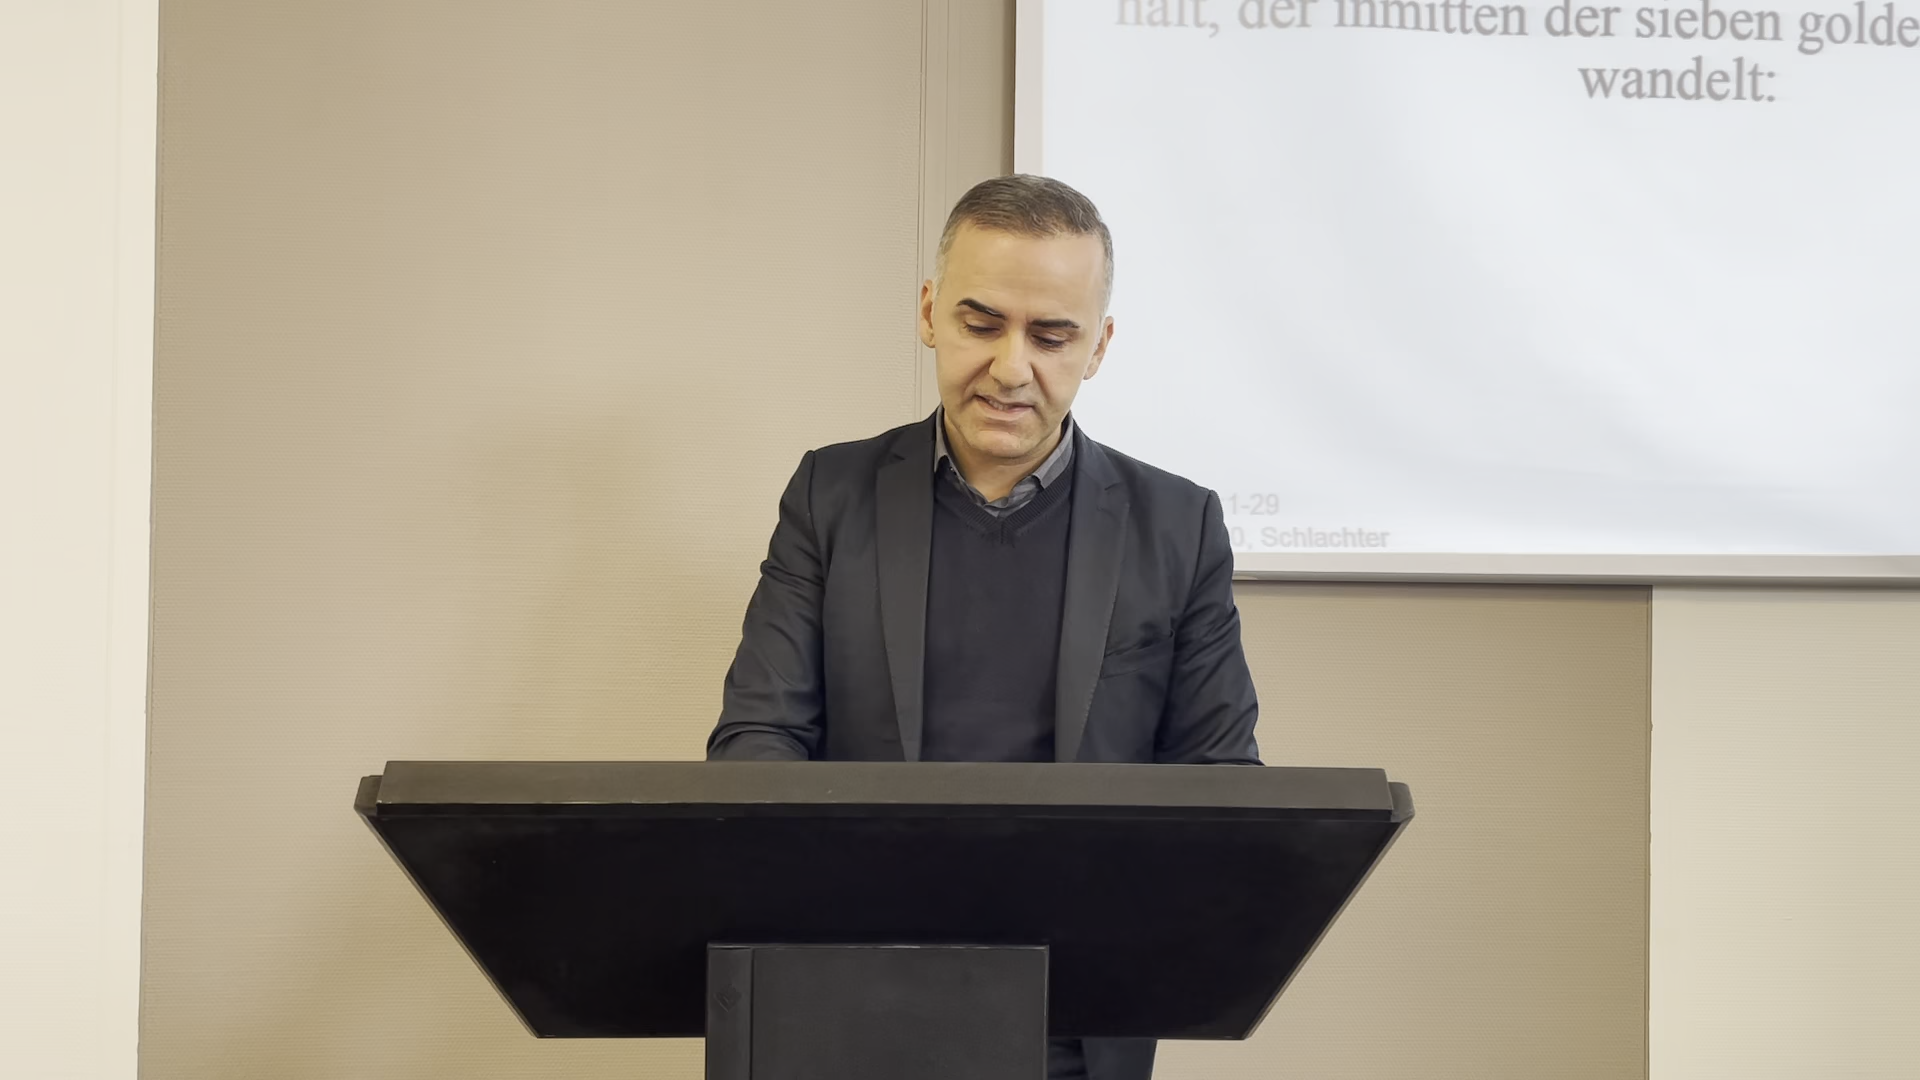 hält, der inmitten der sieben golde
wandelt:
1-29
0, Schlachter